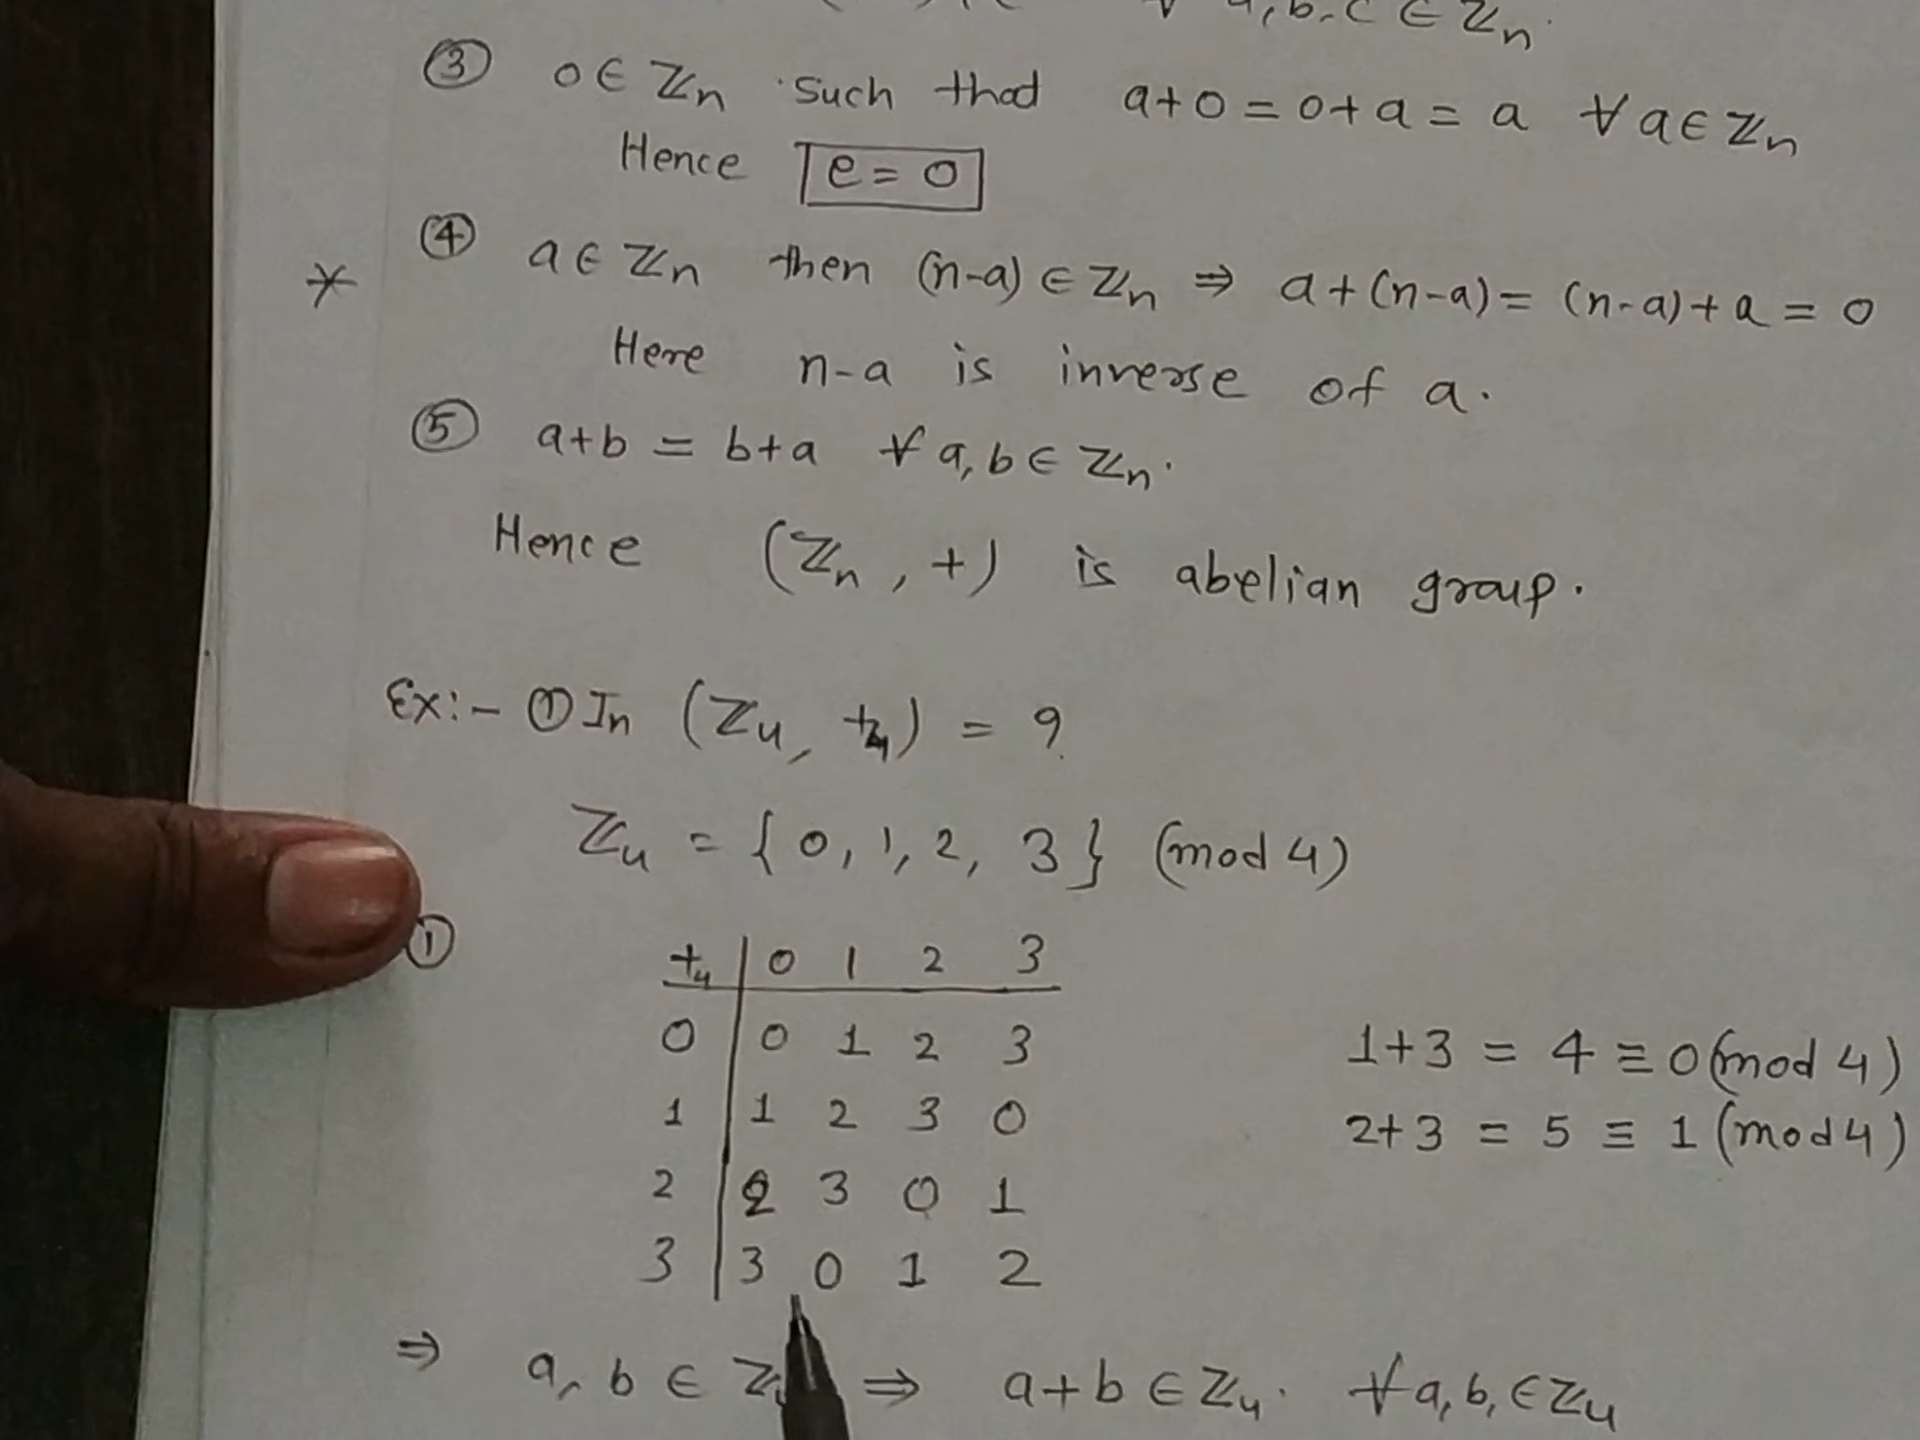 ∀ a, b, c ∈ ℤn.
③ 0 ∈ ℤn such that a+0 = 0+a = a ∀ a ∈ ℤn
Hence e = 0
④ a ∈ ℤn then (n-a) ∈ ℤn ⇒ a+(n-a) = (n-a)+a = 0
*
Here n-a is inverse of a.
⑤ a+b = b+a ∀ a, b ∈ ℤn.
Hence (ℤn, +) is abelian group.
Ex:- ① In (ℤ4, +4) = ?
ℤ4 = {0, 1, 2, 3} (mod 4)
①
+4 | 0 1 2 3
0 | 0 1 2 3
1 | 1 2 3 0
1+3 = 4 ≡ 0 (mod 4)
2+3 = 5 ≡ 1 (mod 4)
2 | 2 3 0 1
3 | 3 0 1 2
⇒ a, b ∈ ⇒ a+b ∈ ℤ4. ∀ a, b, ∈ ℤ4